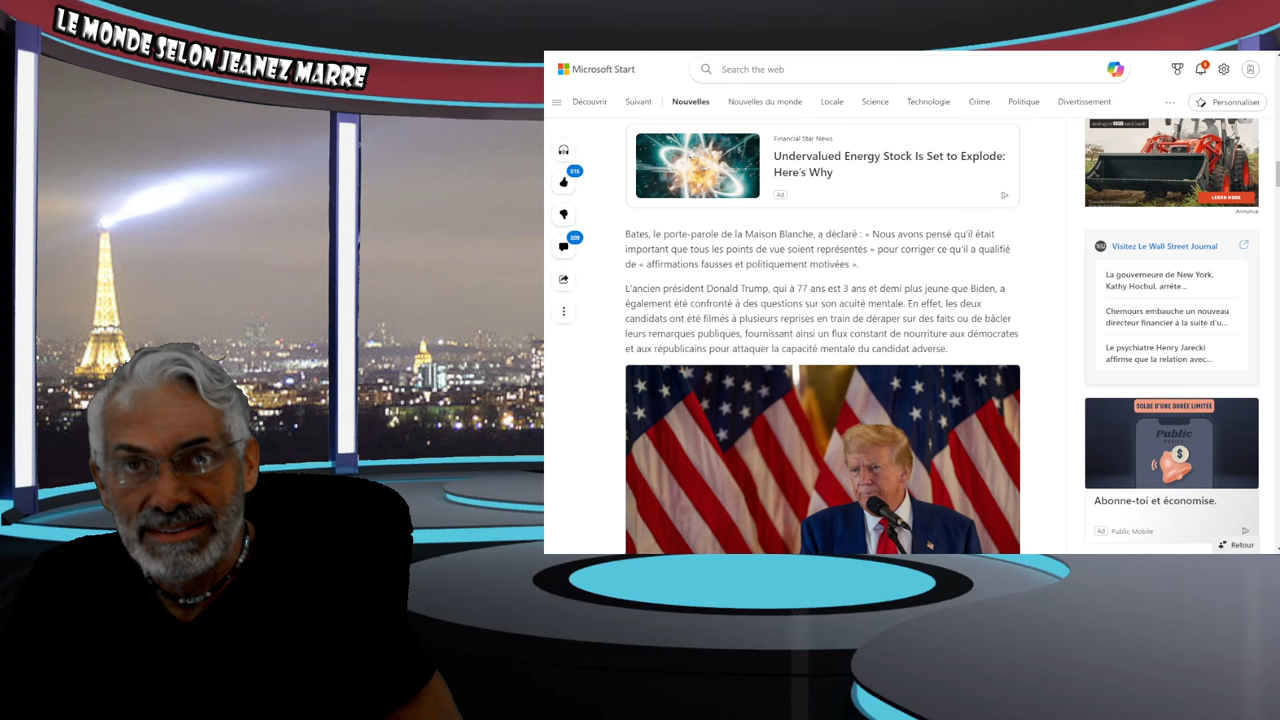 LE MONDE SELON JEANEZ MARRE
Microsoft Start
Search the web
5
Découvrir
Suivant
Nouvelles
Nouvelles du monde
Locale
Science
Technologie
Crime
Politique
Divertissement
...
Personnaliser
315
309
Financial Star News
Undervalued Energy Stock Is Set to Explode:
Here's Why
Ad
Bates, le porte-parole de la Maison Blanche, a déclaré : « Nous avons pensé qu'il était
important que tous les points de vue soient représentés » pour corriger ce qu'il a qualifié
de « affirmations fausses et politiquement motivées ».
L'ancien président Donald Trump, qui à 77 ans est 3 ans et demi plus jeune que Biden, a
également été confronté à des questions sur son acuité mentale. En effet, les deux
candidats ont été filmés à plusieurs reprises en train de déraper sur des faits ou de bâcler
leurs remarques publiques, fournissant ainsi un flux constant de nourriture aux démocrates
et aux républicains pour attaquer la capacité mentale du candidat adverse.
LEARN MORE
Annonce
WSJ
Visitez Le Wall Street Journal
La gouverneure de New York,
Kathy Hochul, arrête...
Chemours embauche un nouveau
directeur financier à la suite d'u...
Le psychiatre Henry Jarecki
affirme que la relation avec...
SOLDE D'UNE DURÉE LIMITÉE
Public
MOBILE
$
Abonne-toi et économise.
Ad
Public Mobile
Retour